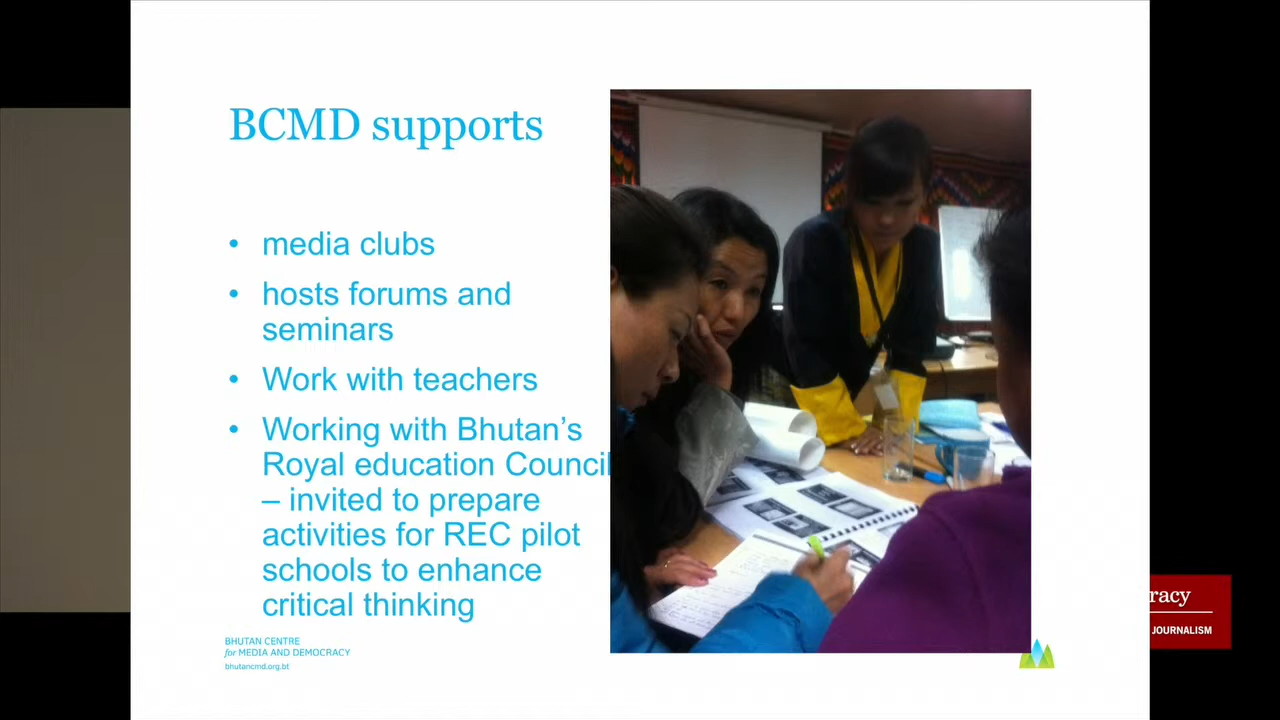 BCMD supports
• media clubs
• hosts forums and
seminars
• Work with teachers
• Working with Bhutan’s
Royal education Council
– invited to prepare
activities for REC pilot
schools to enhance
critical thinking
BHUTAN CENTRE
for MEDIA AND DEMOCRACY
bhutancmd.org.bt
racy
JOURNALISM